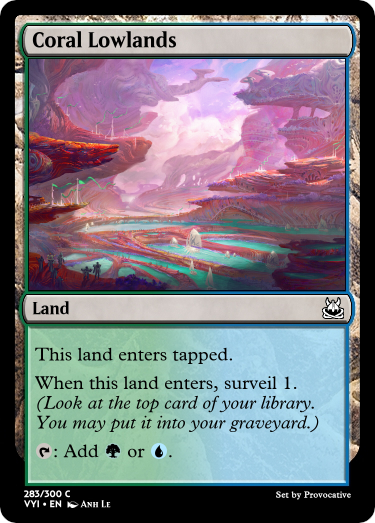 Coral Lowlands
Land
This land enters tapped.
When this land enters, surveil 1.
(Look at the top card of your library.
You may put it into your graveyard.)
: Add or .
283/300 C
VYI • EN Anh Le
Set by Provocative